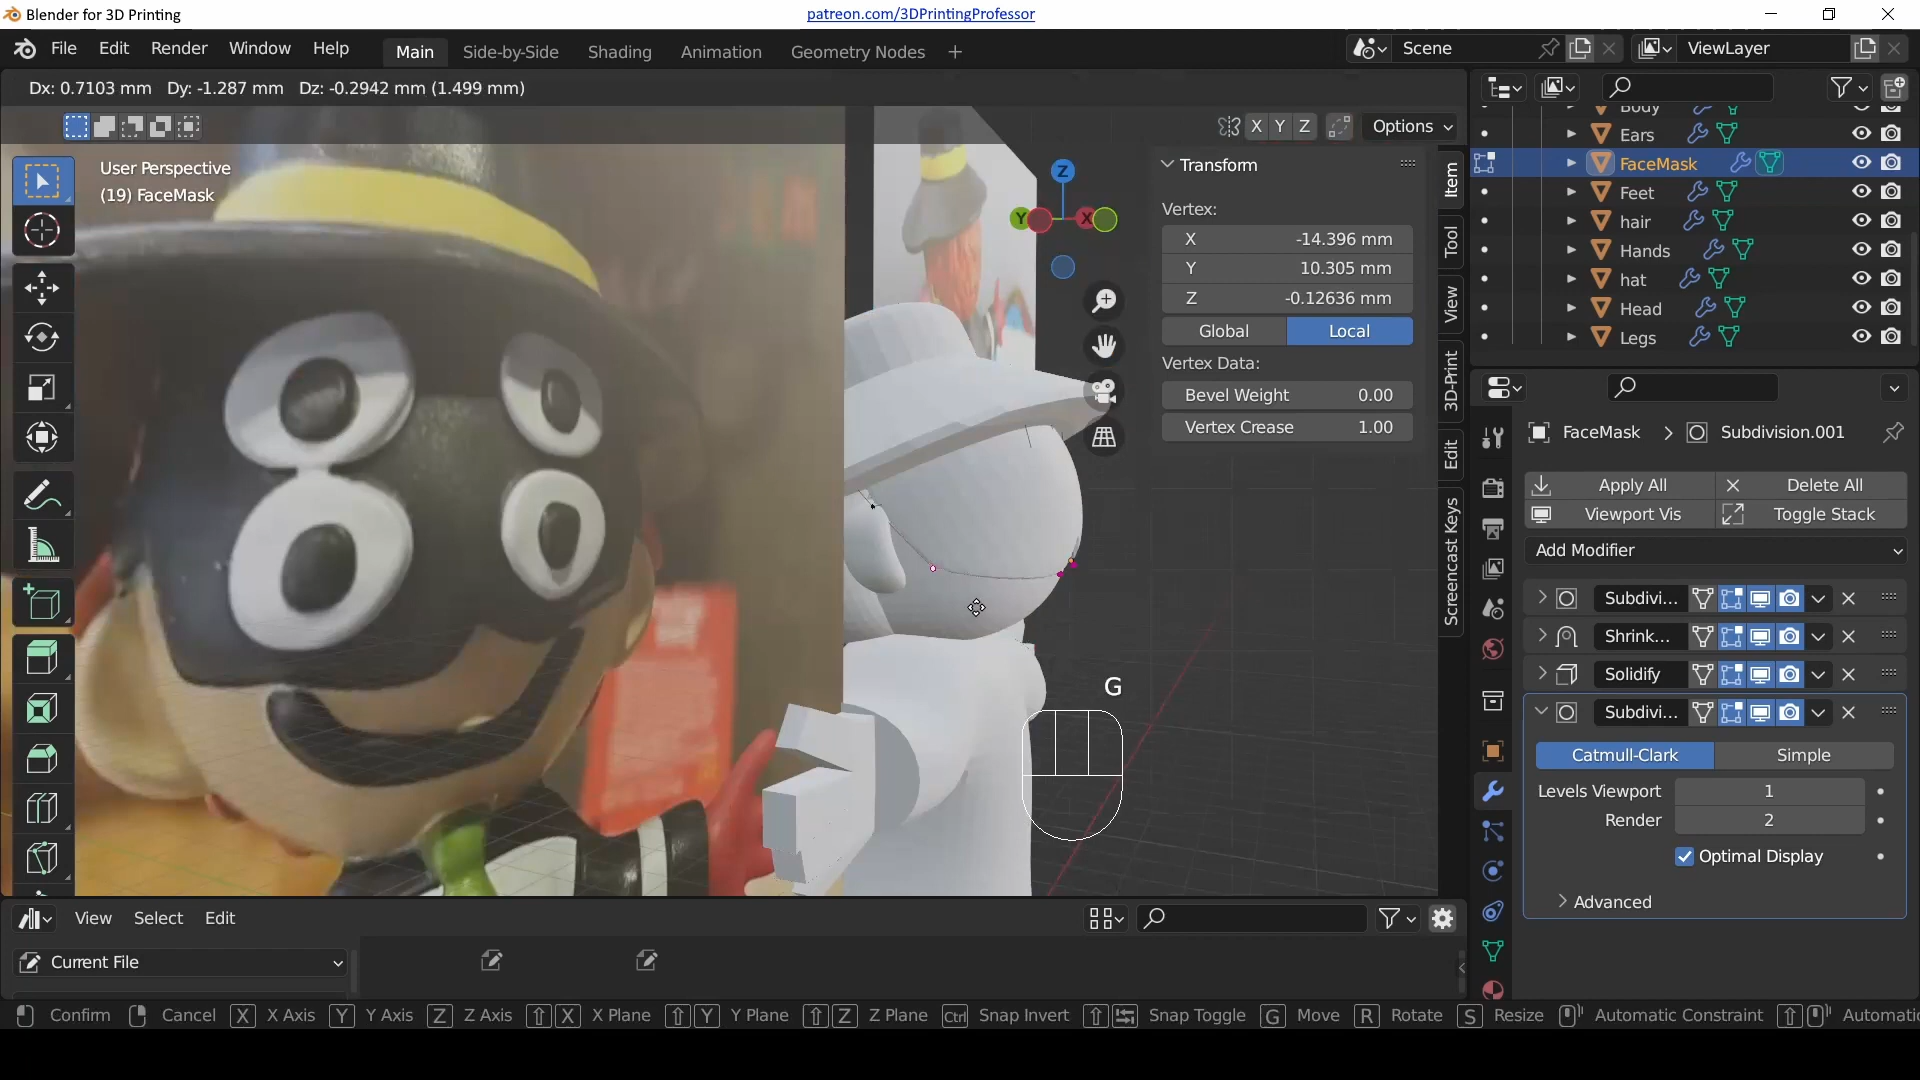 Blender for 3D Printing
patreon.com/3DPrintingProfessor
File Edit Render Window Help
Main Side-by-Side Shading Animation Geometry Nodes +
Scene
ViewLayer
Dx: 0.7103 mm Dy: -1.287 mm Dz: -0.2942 mm (1.499 mm)
X Y Z
Options
User Perspective
(19) FaceMask
Z
Y
X
Transform
Vertex:
X -14.396 mm
Y 10.305 mm
Z -0.12636 mm
Global Local
Vertex Data:
Bevel Weight 0.00
Vertex Crease 1.00
Item
Tool
View
3D-Print
Edit
Screencast Keys
G
Body
Ears
FaceMask
Feet
hair
Hands
hat
Head
Legs
FaceMask > Subdivision.001
Apply All Delete All
Viewport Vis Toggle Stack
Add Modifier
Subdivi...
Shrink...
Solidify
Subdivi...
Catmull-Clark Simple
Levels Viewport 1
Render 2
Optimal Display
Advanced
View Select Edit
Current File
Confirm Cancel X X Axis Y Y Axis Z Z Axis X X Plane Y Y Plane Z Z Plane Ctrl Snap Invert Snap Toggle G Move R Rotate S Resize Automatic Constraint Automatic